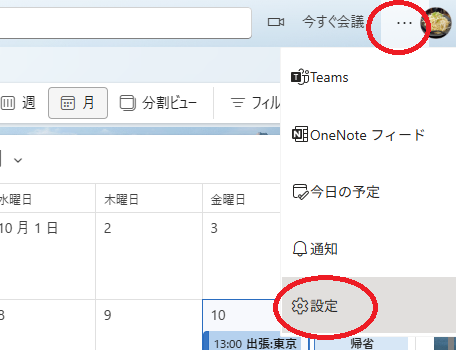 今すぐ会議
Teams
週
月
分割ビュー
フィル
OneNote フィード
今日の予定
水曜日
木曜日
金曜日
10 月 1 日
2
3
通知
設定
8
9
10
13:00 出張:東京
帰省